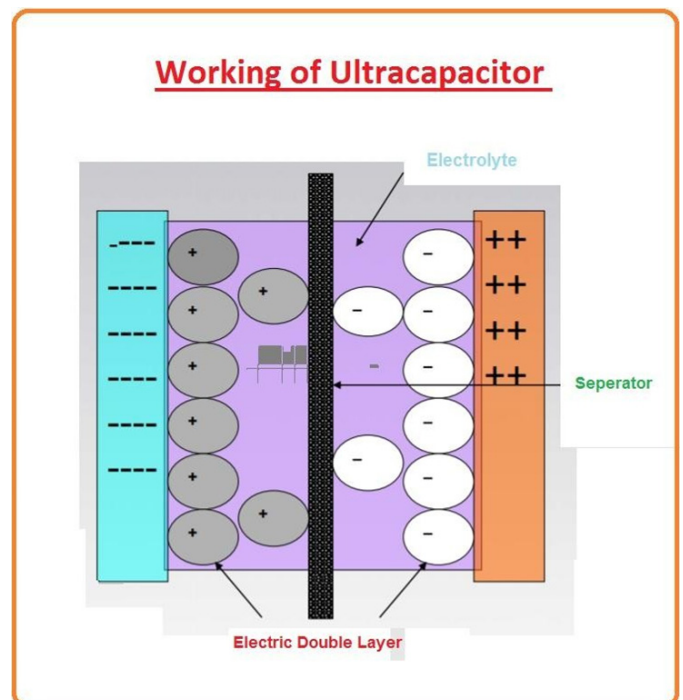 Working of Ultracapacitor
Electrolyte
Seperator
Electric Double Layer